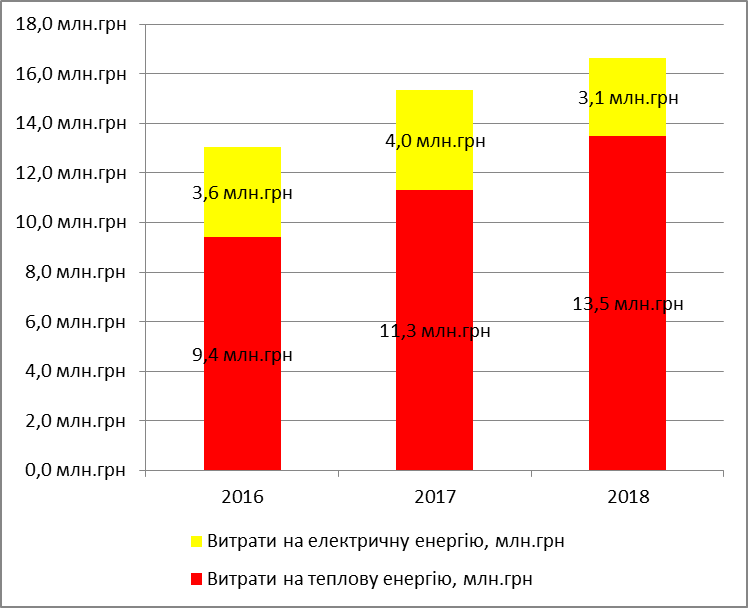 18,0 млн.грн
16,0 млн.грн
14,0 млн.грн
12,0 млн.грн
10,0 млн.грн
8,0 млн.грн
6,0 млн.грн
4,0 млн.грн
2,0 млн.грн
0,0 млн.грн
3,6 млн.грн
9,4 млн.грн
4,0 млн.грн
11,3 млн.грн
3,1 млн.грн
13,5 млн.грн
2016
2017
2018
Витрати на електричну енергію, млн.грн
Витрати на теплову енергію, млн.грн